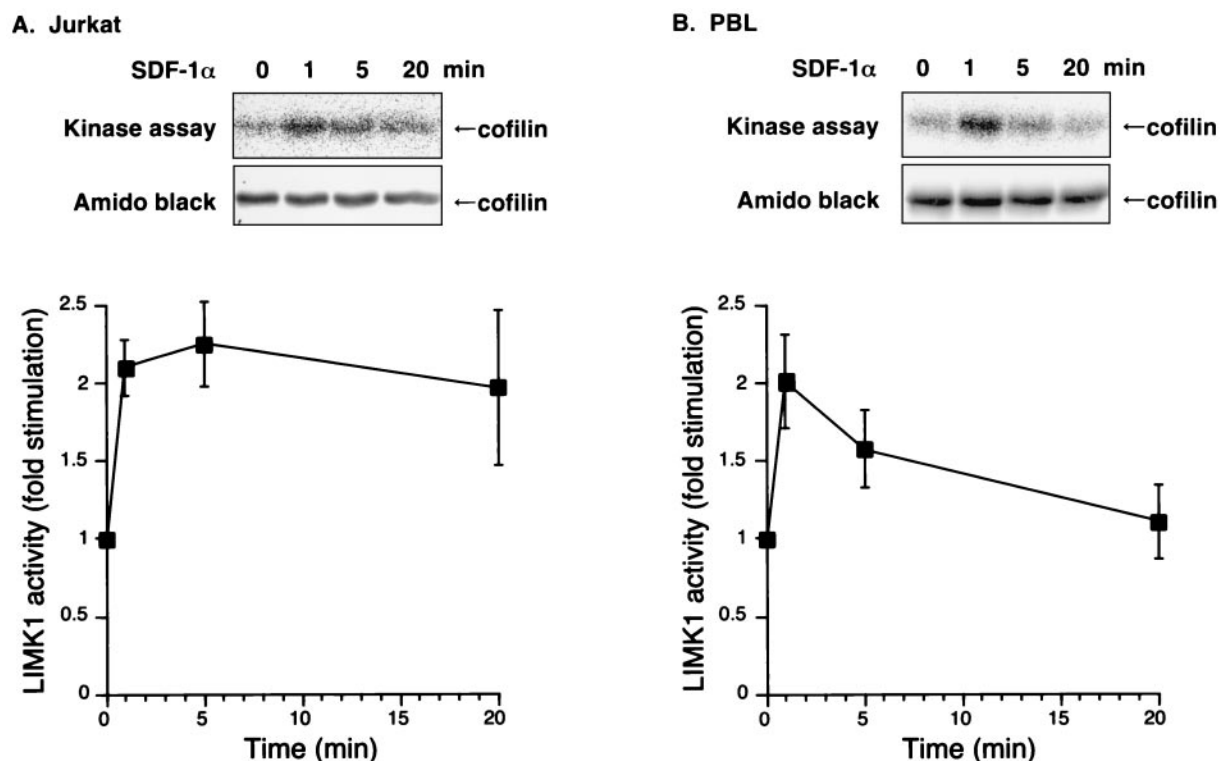 A. Jurkat
SDF-1α 0 1 5 20 min
Kinase assay ←cofilin
Amido black ←cofilin
2.5
2
1.5
1
0.5
0
LIMK1 activity (fold stimulation)
0 5 10 15 20
Time (min)
B. PBL
SDF-1α 0 1 5 20 min
Kinase assay ←cofilin
Amido black ←cofilin
2.5
2
1.5
1
0.5
0
LIMK1 activity (fold stimulation)
0 5 10 15 20
Time (min)